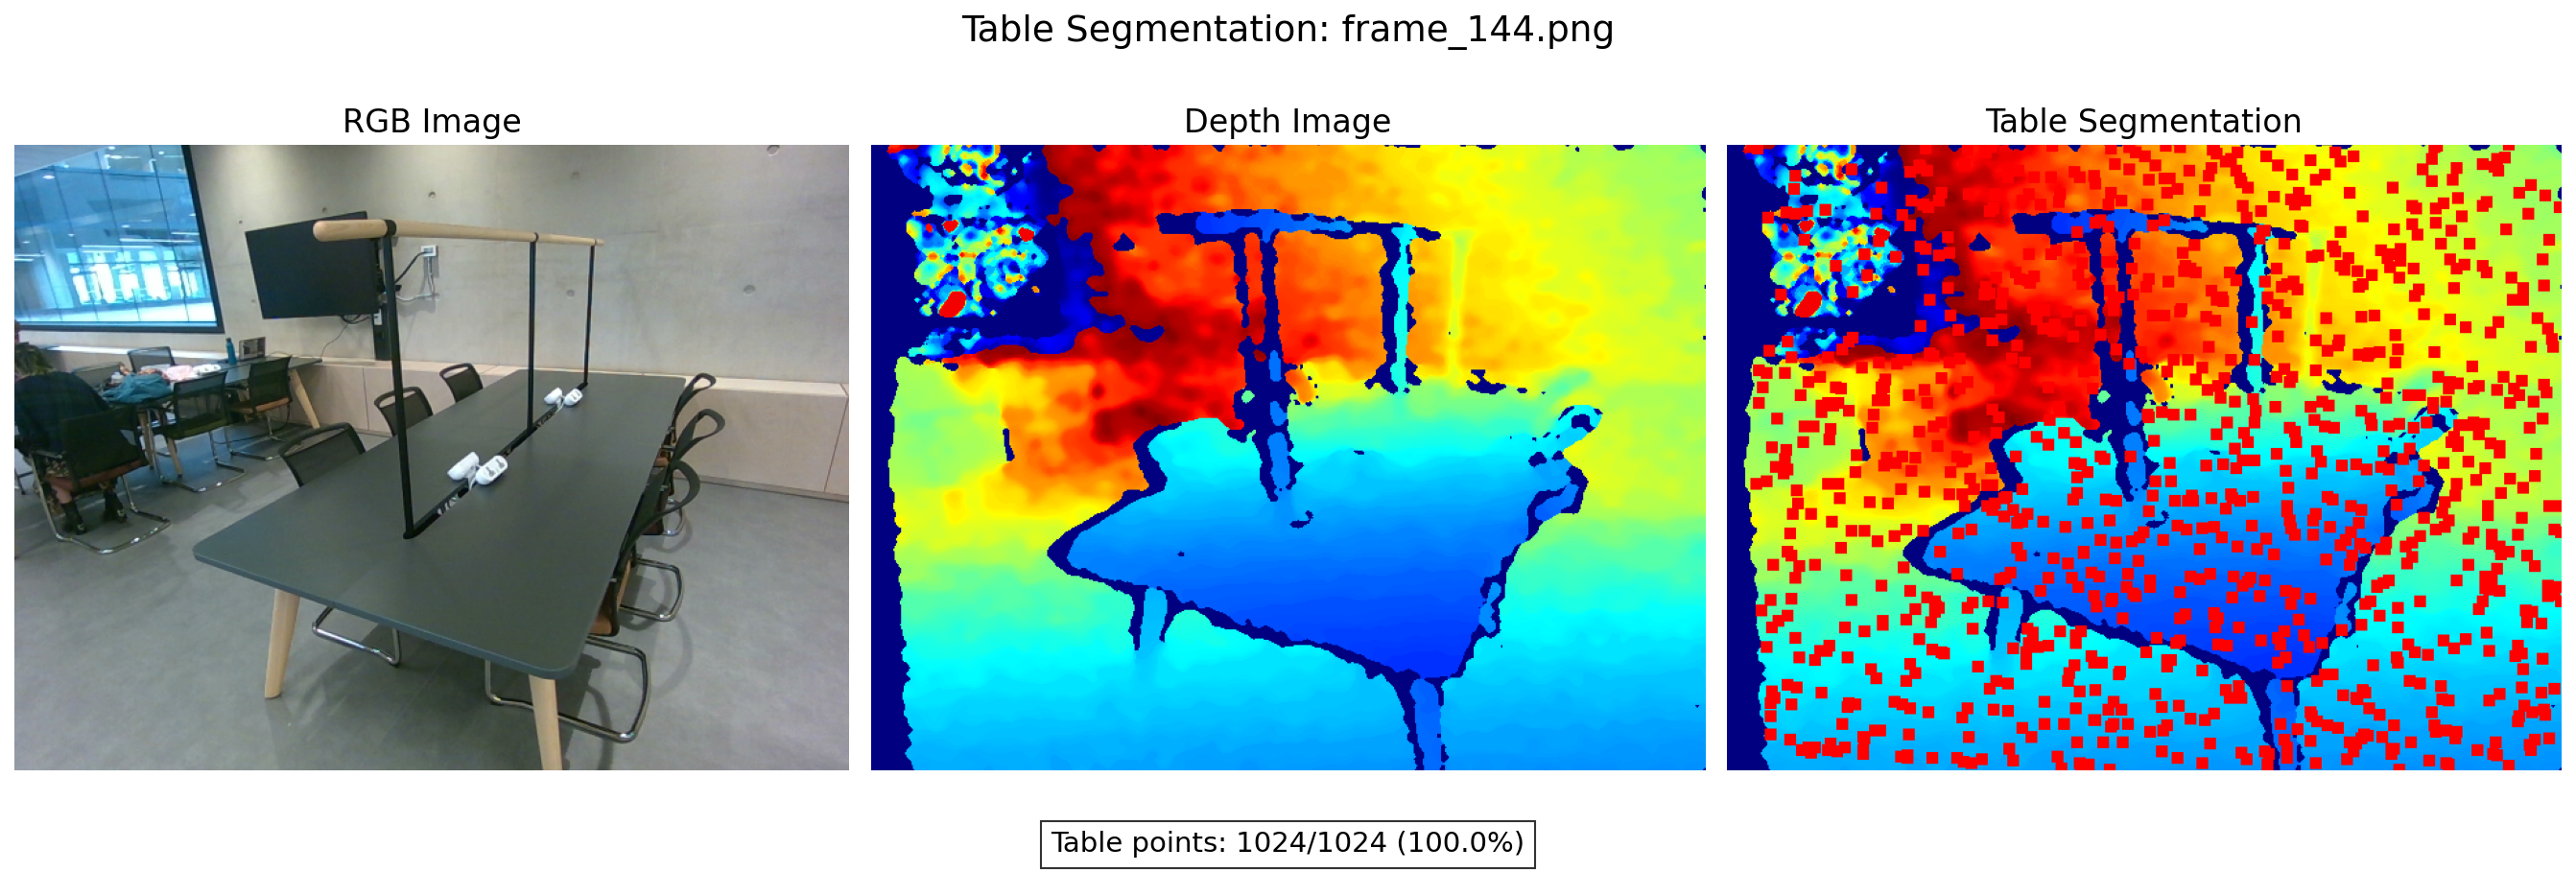 Table Segmentation: frame_144.png
RGB Image
Depth Image
Table Segmentation
Table points: 1024/1024 (100.0%)